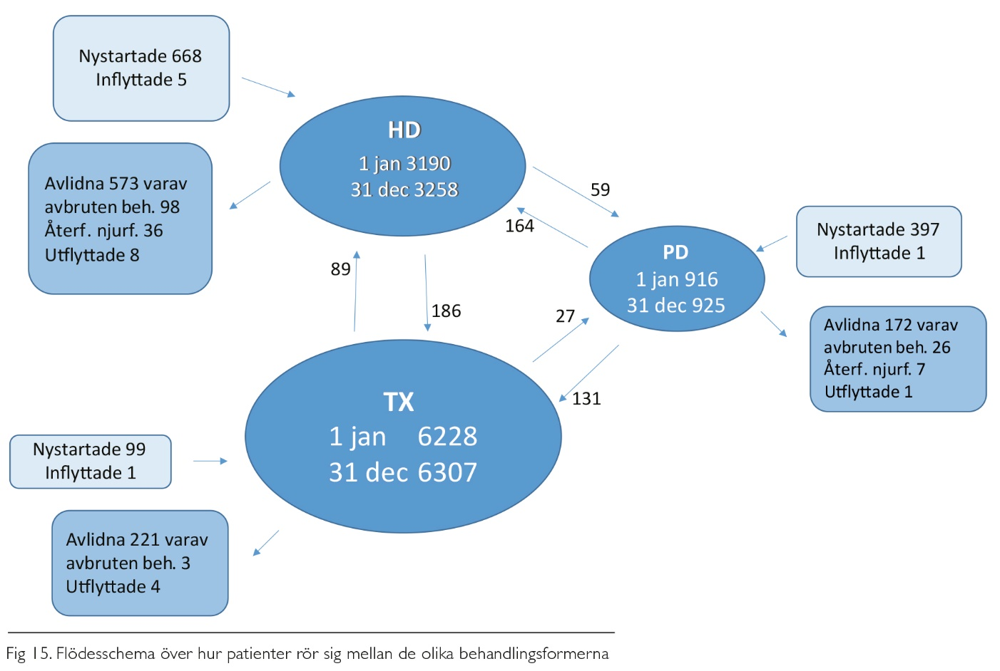 Nystartade 668
Inflyttade 5
HD
1 jan 3190
31 dec 3258
Avlidna 573 varav
avbruten beh. 98
Återf. njurf. 36
Utflyttade 8
59
164
Nystartade 397
Inflyttade 1
PD
1 jan 916
31 dec 925
89
186
27
131
Avlidna 172 varav
avbruten beh. 26
Återf. njurf. 7
Utflyttade 1
TX
1 jan 6228
31 dec 6307
Nystartade 99
Inflyttade 1
Avlidna 221 varav
avbruten beh. 3
Utflyttade 4
Fig 15. Flödesschema över hur patienter rör sig mellan de olika behandlingsformerna